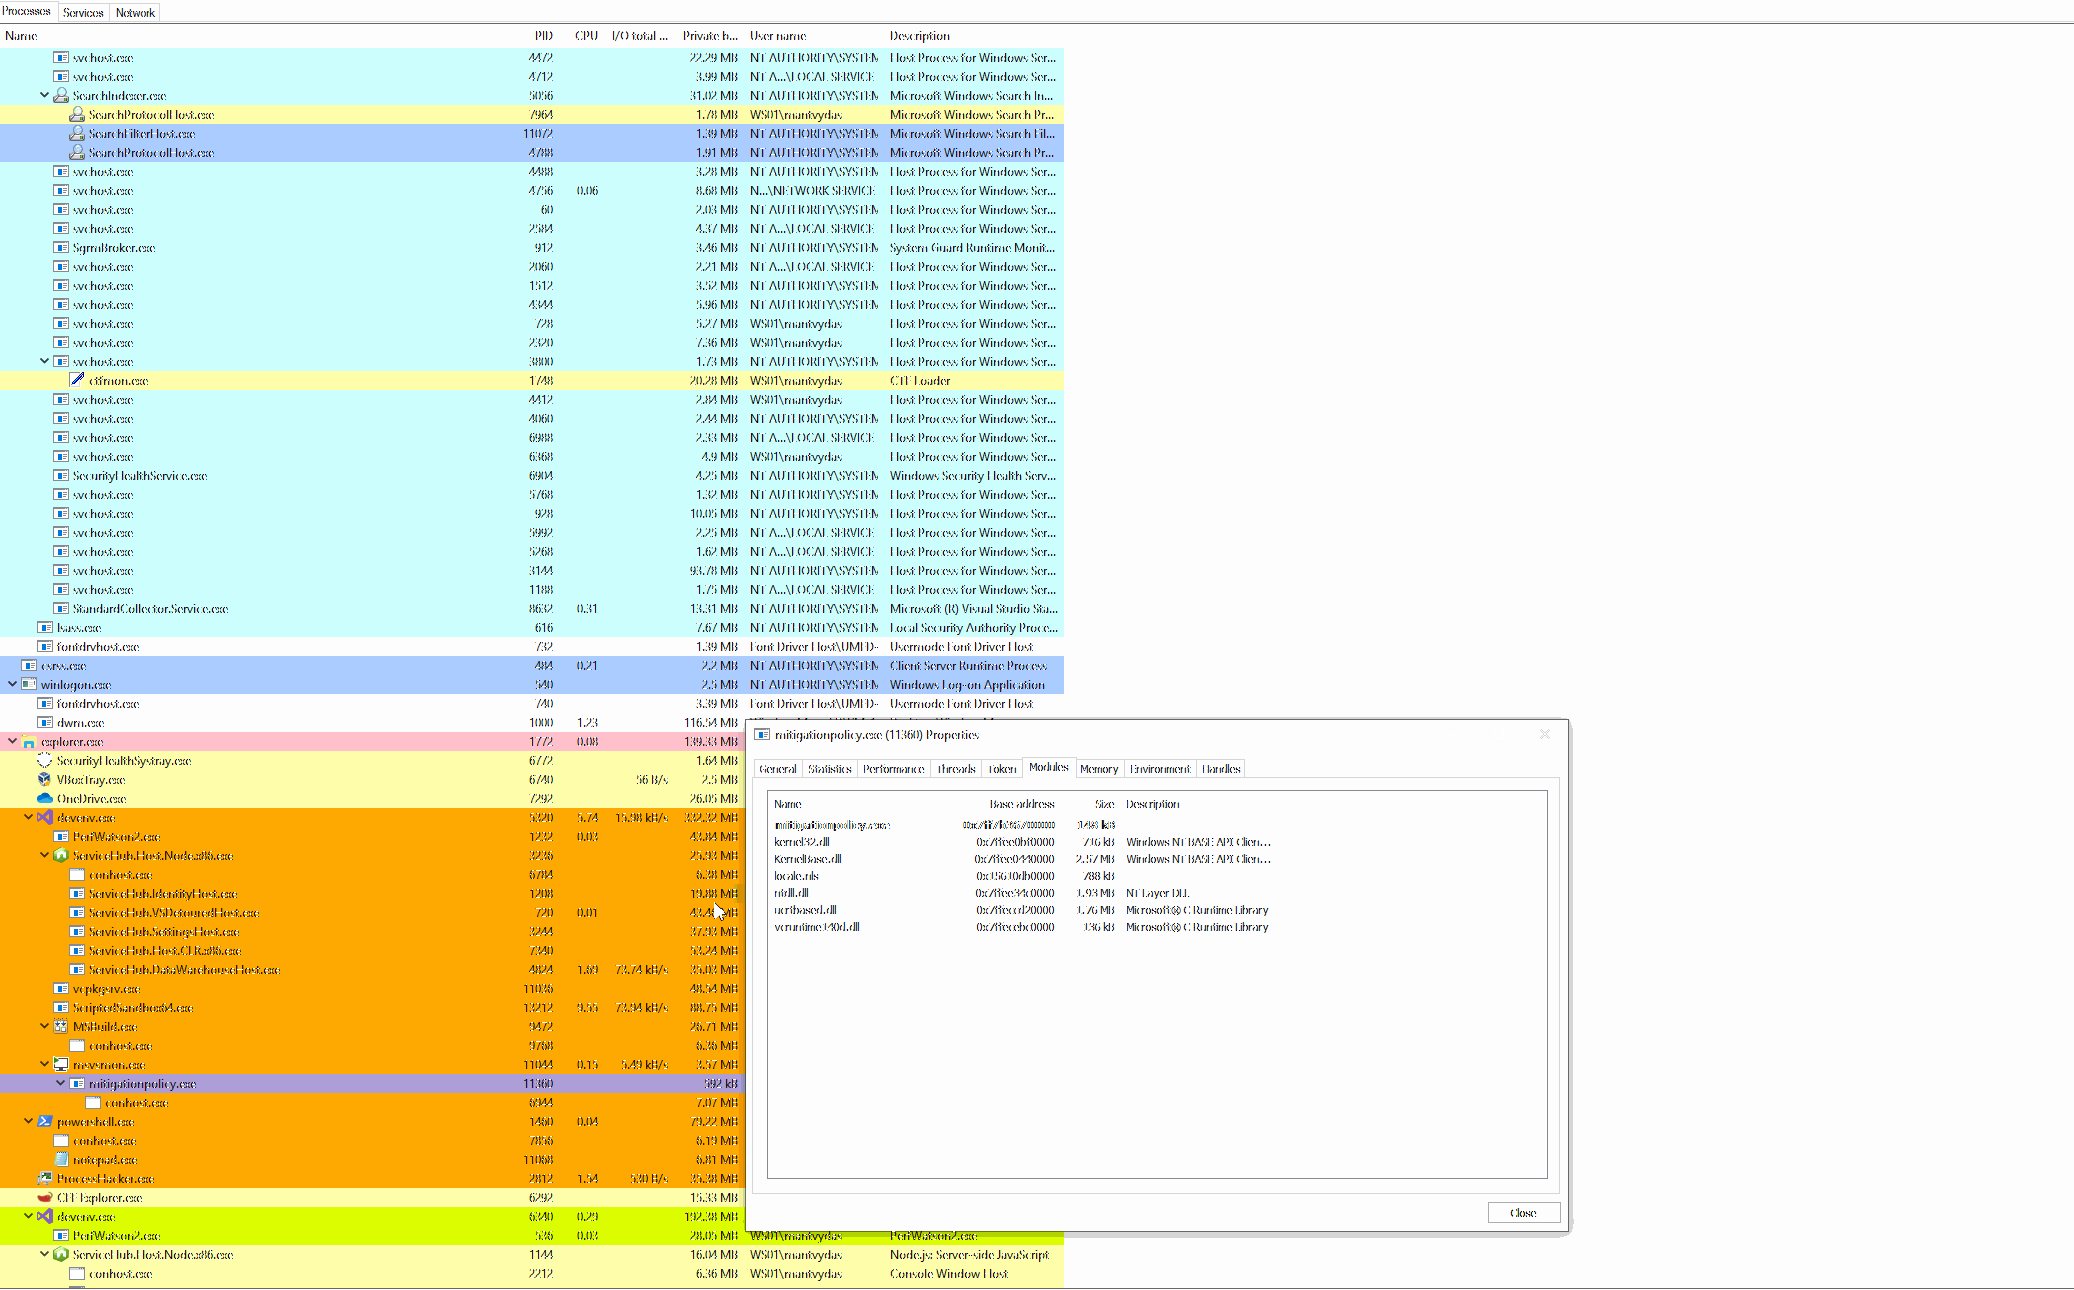 Processes Services Network
Name PID CPU I/O total ... Private b... User name Description
svchost.exe 4472 22.29 MB NT AUTHORITY\SYSTEM Host Process for Windows Ser...
svchost.exe 4712 3.99 MB NT A...\LOCAL SERVICE Host Process for Windows Ser...
SearchIndexer.exe 5056 31.02 MB NT AUTHORITY\SYSTEM Microsoft Windows Search In...
SearchProtocolHost.exe 7964 1.78 MB WS01\mantvydas Microsoft Windows Search Pr...
SearchFilterHost.exe 11072 1.39 MB NT AUTHORITY\SYSTEM Microsoft Windows Search Fil...
SearchProtocolHost.exe 4788 1.91 MB NT AUTHORITY\SYSTEM Microsoft Windows Search Pr...
svchost.exe 4488 3.28 MB NT AUTHORITY\SYSTEM Host Process for Windows Ser...
svchost.exe 4756 0.06 8.68 MB N...\NETWORK SERVICE Host Process for Windows Ser...
svchost.exe 60 2.03 MB NT AUTHORITY\SYSTEM Host Process for Windows Ser...
svchost.exe 2584 4.37 MB NT A...\LOCAL SERVICE Host Process for Windows Ser...
SgrmBroker.exe 912 3.46 MB NT AUTHORITY\SYSTEM System Guard Runtime Monit...
svchost.exe 2060 2.21 MB NT A...\LOCAL SERVICE Host Process for Windows Ser...
svchost.exe 1512 3.52 MB NT AUTHORITY\SYSTEM Host Process for Windows Ser...
svchost.exe 4344 5.96 MB NT AUTHORITY\SYSTEM Host Process for Windows Ser...
svchost.exe 728 5.27 MB WS01\mantvydas Host Process for Windows Ser...
svchost.exe 2320 7.36 MB WS01\mantvydas Host Process for Windows Ser...
svchost.exe 3800 1.73 MB NT AUTHORITY\SYSTEM Host Process for Windows Ser...
ctfmon.exe 1748 20.28 MB WS01\mantvydas CTF Loader
svchost.exe 4412 2.84 MB WS01\mantvydas Host Process for Windows Ser...
svchost.exe 4060 2.44 MB NT AUTHORITY\SYSTEM Host Process for Windows Ser...
svchost.exe 6988 2.33 MB NT A...\LOCAL SERVICE Host Process for Windows Ser...
svchost.exe 6368 4.9 MB WS01\mantvydas Host Process for Windows Ser...
SecurityHealthService.exe 6904 4.25 MB NT AUTHORITY\SYSTEM Windows Security Health Serv...
svchost.exe 5768 1.32 MB NT AUTHORITY\SYSTEM Host Process for Windows Ser...
svchost.exe 928 10.05 MB NT AUTHORITY\SYSTEM Host Process for Windows Ser...
svchost.exe 5992 2.25 MB NT A...\LOCAL SERVICE Host Process for Windows Ser...
svchost.exe 5268 1.62 MB NT A...\LOCAL SERVICE Host Process for Windows Ser...
svchost.exe 3144 93.78 MB NT AUTHORITY\SYSTEM Host Process for Windows Ser...
svchost.exe 1188 1.75 MB NT A...\LOCAL SERVICE Host Process for Windows Ser...
StandardCollector.Service.exe 8632 0.31 13.31 MB NT AUTHORITY\SYSTEM Microsoft (R) Visual Studio Sta...
lsass.exe 616 7.67 MB NT AUTHORITY\SYSTEM Local Security Authority Proce...
fontdrvhost.exe 732 1.39 MB Font Driver Host\UMFD- Usermode Font Driver Host
csrss.exe 484 0.21 2.2 MB NT AUTHORITY\SYSTEM Client Server Runtime Process
winlogon.exe 540 2.5 MB NT AUTHORITY\SYSTEM Windows Log-on Application
fontdrvhost.exe 740 3.39 MB Font Driver Host\UMFD- Usermode Font Driver Host
dwm.exe 1000 1.23 116.54 MB
explorer.exe 1772 0.08 139.33 MB
SecurityHealthSystray.exe 6772 1.64 MB
VBoxTray.exe 6740 56 B/s 2.5 MB
OneDrive.exe 7292 26.05 MB
devenv.exe 5320 5.74 15.98 kB/s 332.32 MB
PerfWatson2.exe 1232 0.03 43.84 MB
ServiceHub.Host.Node.x86.exe 3236 25.93 MB
conhost.exe 6784 6.38 MB
ServiceHub.IdentityHost.exe 1208 19.88 MB
ServiceHub.VSDetouredHost.exe 720 0.01 MB
ServiceHub.SettingsHost.exe 3244 37.93 MB
ServiceHub.Host.CLR.x86.exe 7340 53.24 MB
ServiceHub.DataWarehouseHost.exe 4824 1.69 73.74 kB/s 35.03 MB
vcpkgsrv.exe 11036 48.54 MB
ScriptedSandbox64.exe 13212 9.55 73.94 kB/s 88.75 MB
MSBuild.exe 9472 26.71 MB
conhost.exe 9768 6.36 MB
msvsmon.exe 11044 0.15 5.49 kB/s 3.57 MB
mitigationpolicy.exe 11360 592 kB
conhost.exe 6944 7.07 MB
powershell.exe 1460 0.04 79.22 MB
conhost.exe 7856 6.19 MB
notepad.exe 11068 6.81 MB
ProcessHacker.exe 2812 1.54 520 B/s 35.38 MB
CFF Explorer.exe 6292 15.33 MB
devenv.exe 6340 0.29 192.38 MB
PerfWatson2.exe 536 0.03 28.05 MB WS01\mantvydas PerfWatson2.exe
ServiceHub.Host.Node.x86.exe 1144 16.04 MB WS01\mantvydas Node.js: Server-side JavaScript
conhost.exe 2212 6.36 MB WS01\mantvydas Console Window Host
mitigationpolicy.exe (11360) Properties
General Statistics Performance Threads Token Modules Memory Environment Handles
Name Base address Size Description
mitigationpolicy.exe
kernel32.dll 0x7ffee0bf0000 716 kB Windows NT BASE API Clien...
KernelBase.dll 0x7ffee0440000 2.57 MB Windows NT BASE API Clien...
locale.nls 0x15610db0000 788 kB
ntdll.dll 0x7ffee34c0000 1.93 MB NT Layer DLL
ucrtbased.dll 0x7ffeccd20000 1.76 MB Microsoft® C Runtime Library
vcruntime140d.dll 0x7ffecebc0000 136 kB Microsoft® C Runtime Library
Close